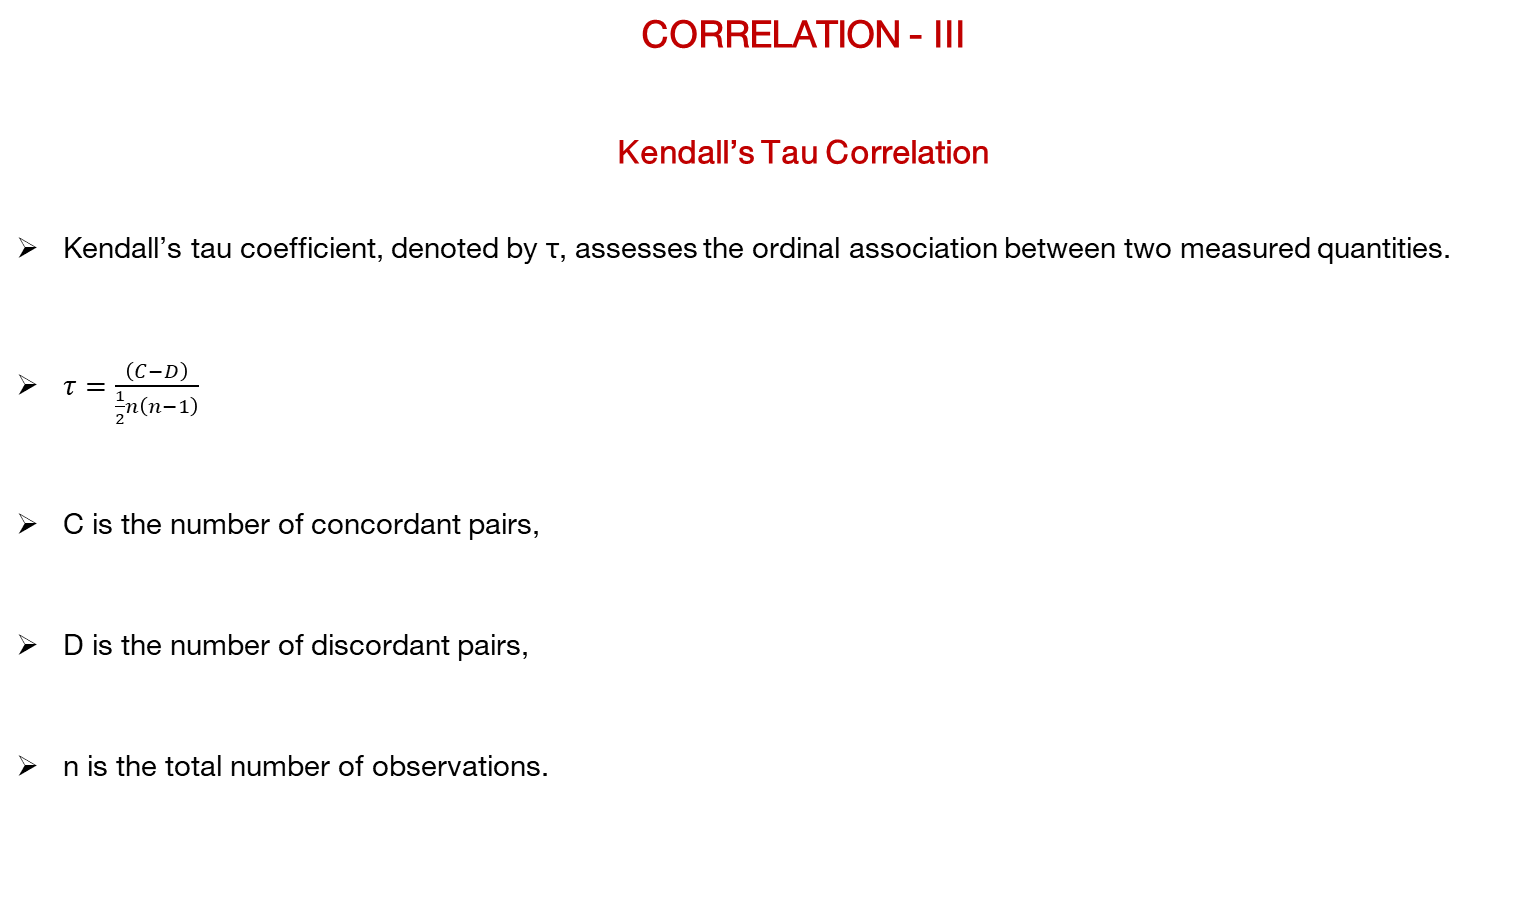 CORRELATION - III
Kendall’s Tau Correlation
➢ Kendall’s tau coefficient, denoted by τ, assesses the ordinal association between two measured quantities.
➢ τ = (C−D) / (1/2 n(n−1))
➢ C is the number of concordant pairs,
➢ D is the number of discordant pairs,
➢ n is the total number of observations.